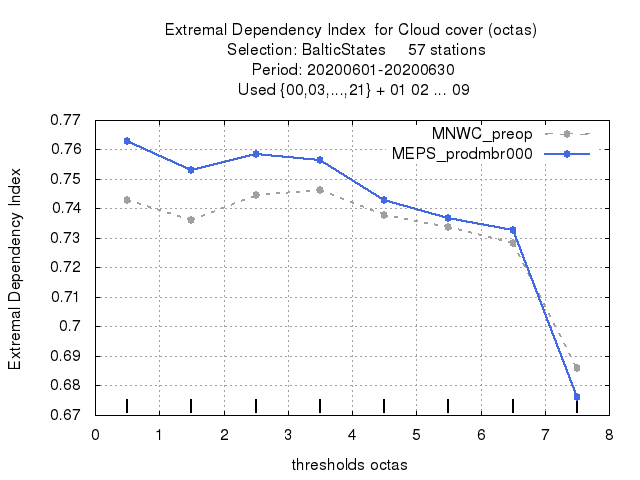 Extremal Dependency Index  for Cloud cover (octas)
Selection: BalticStates     57 stations
Period: 20200601-20200630
Used {00,03,...,21} + 01 02 ... 09
MNWC_preop
MEPS_prodmbr000
0.77
0.76
0.75
0.74
0.73
0.72
0.71
0.7
0.69
0.68
0.67
Extremal Dependency Index
0 1 2 3 4 5 6 7 8
thresholds octas